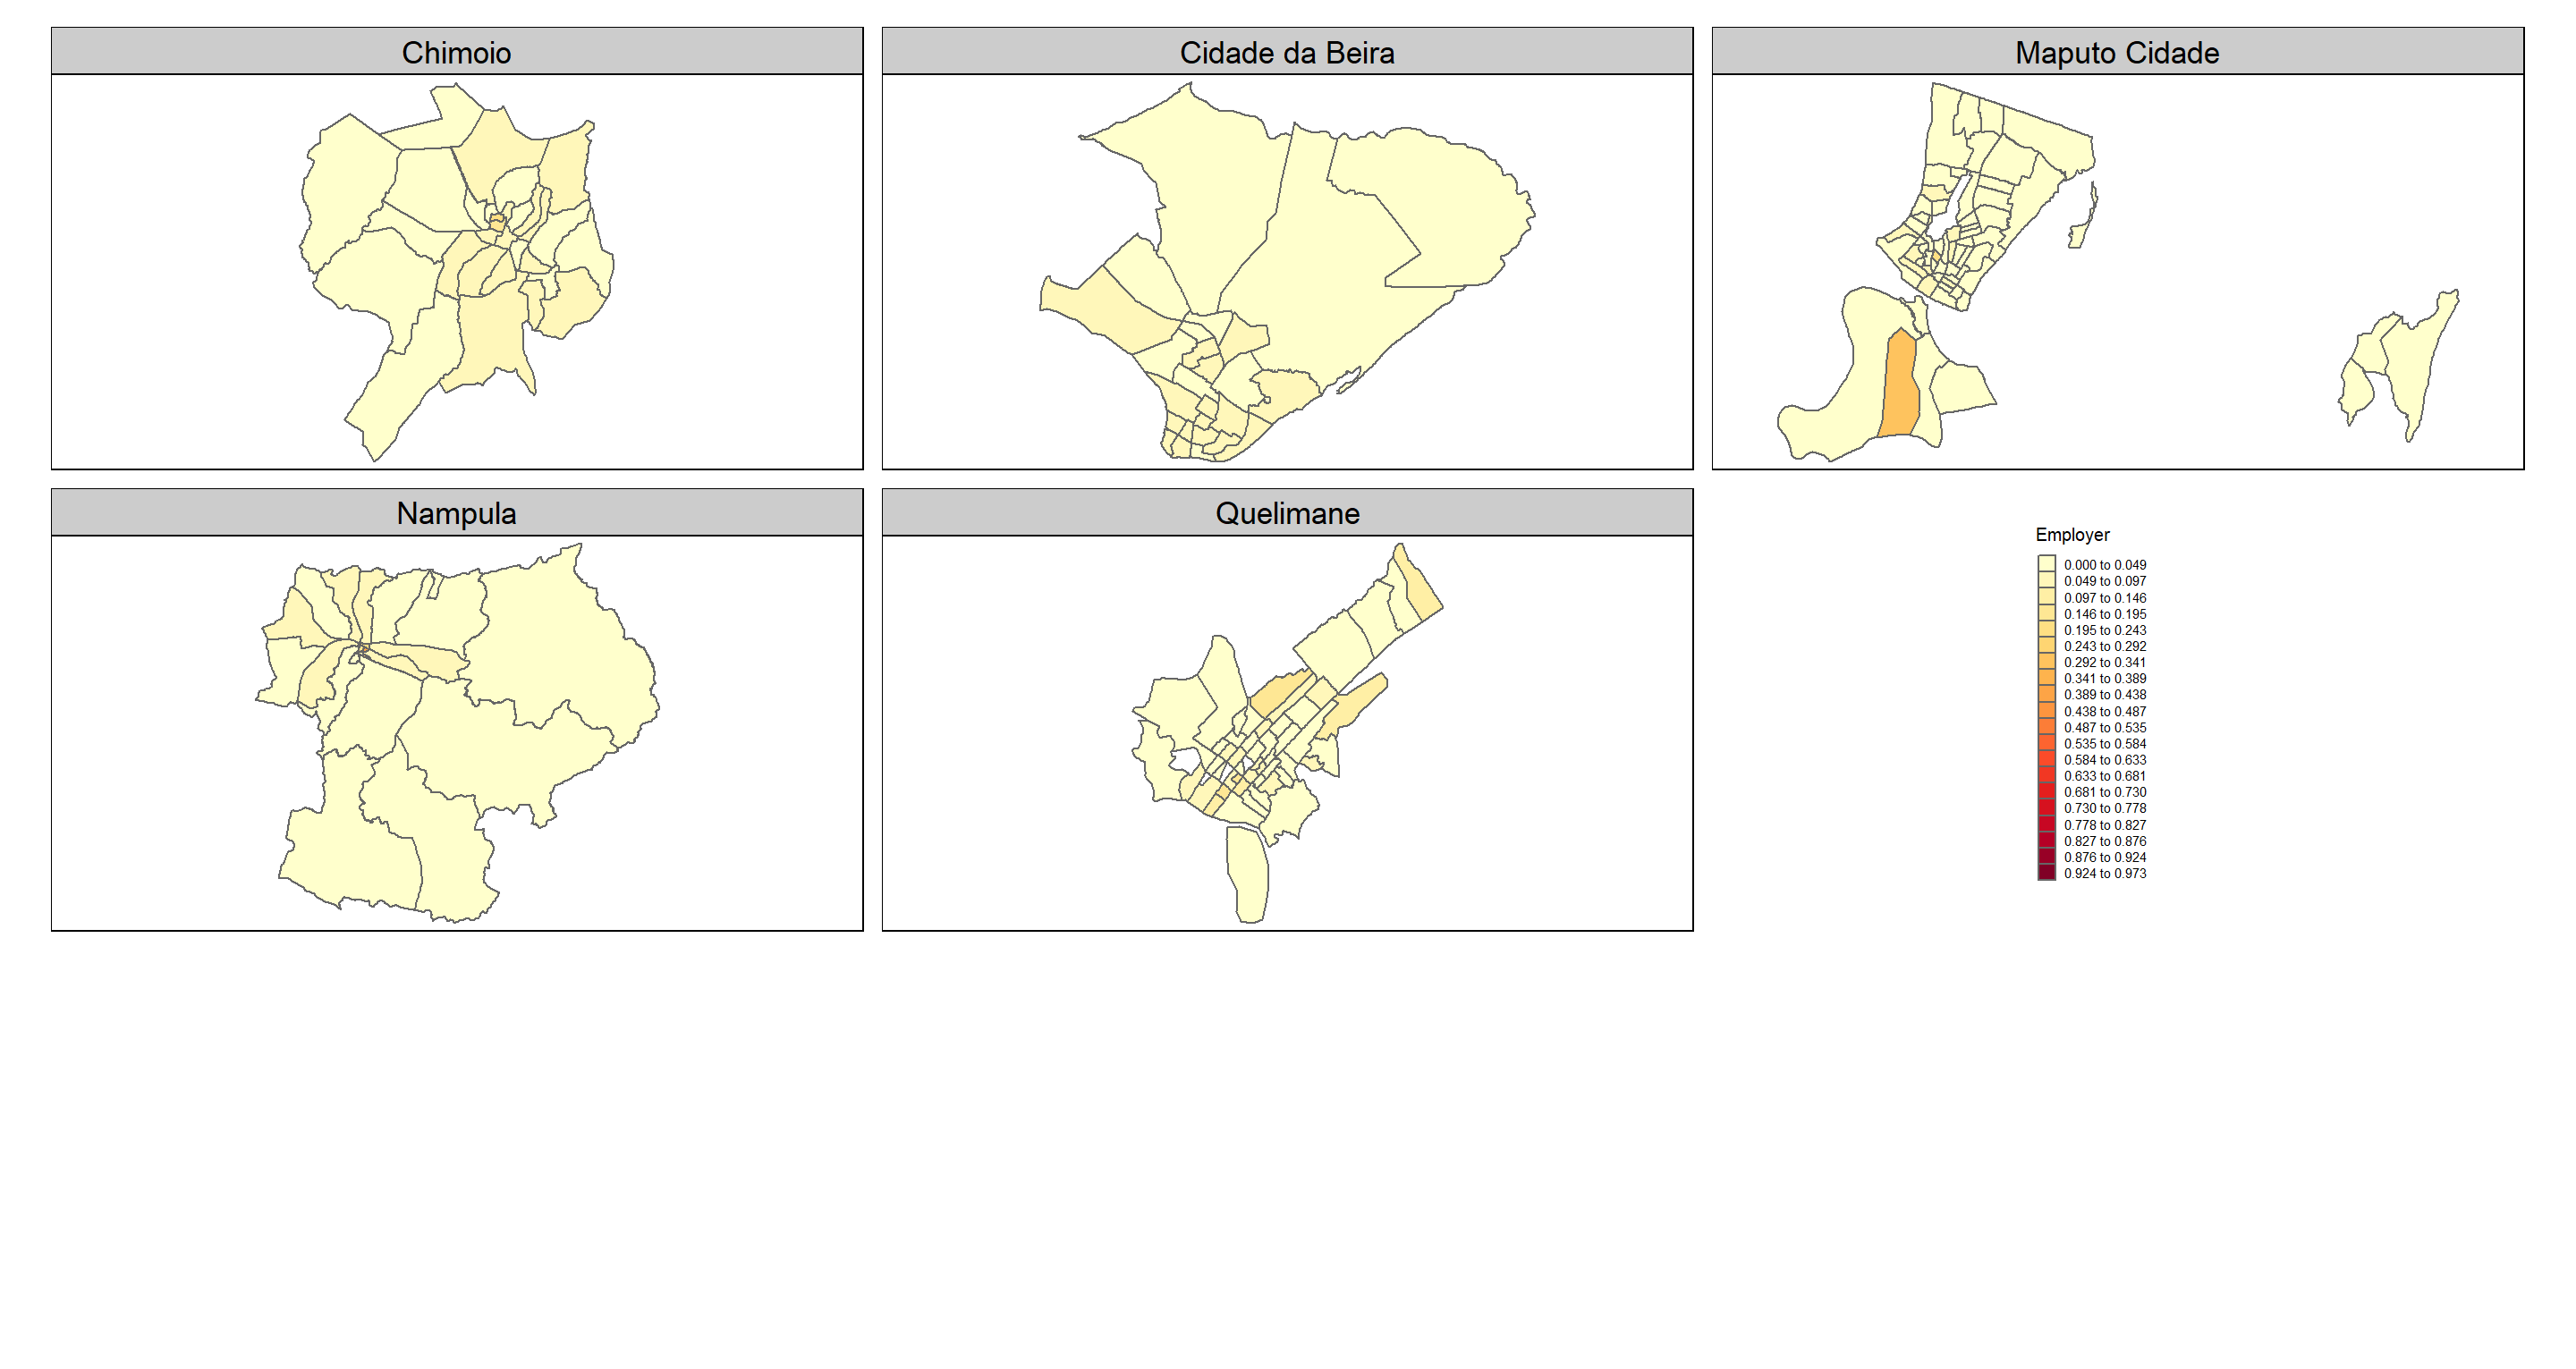 Chimoio
Cidade da Beira
Maputo Cidade
Nampula
Quelimane
Employer
0.000 to 0.049
0.049 to 0.097
0.097 to 0.146
0.146 to 0.195
0.195 to 0.243
0.243 to 0.292
0.292 to 0.341
0.341 to 0.389
0.389 to 0.438
0.438 to 0.487
0.487 to 0.535
0.535 to 0.584
0.584 to 0.633
0.633 to 0.681
0.681 to 0.730
0.730 to 0.778
0.778 to 0.827
0.827 to 0.876
0.876 to 0.924
0.924 to 0.973